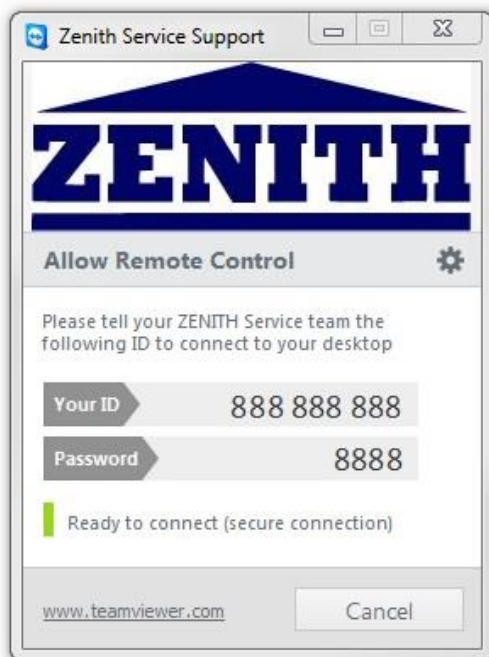 Zenith Service Support
ZENITH
Allow Remote Control
Please tell your ZENITH Service team the
following ID to connect to your desktop
Your ID 888 888 888
Password 8888
Ready to connect (secure connection)
www.teamviewer.com Cancel